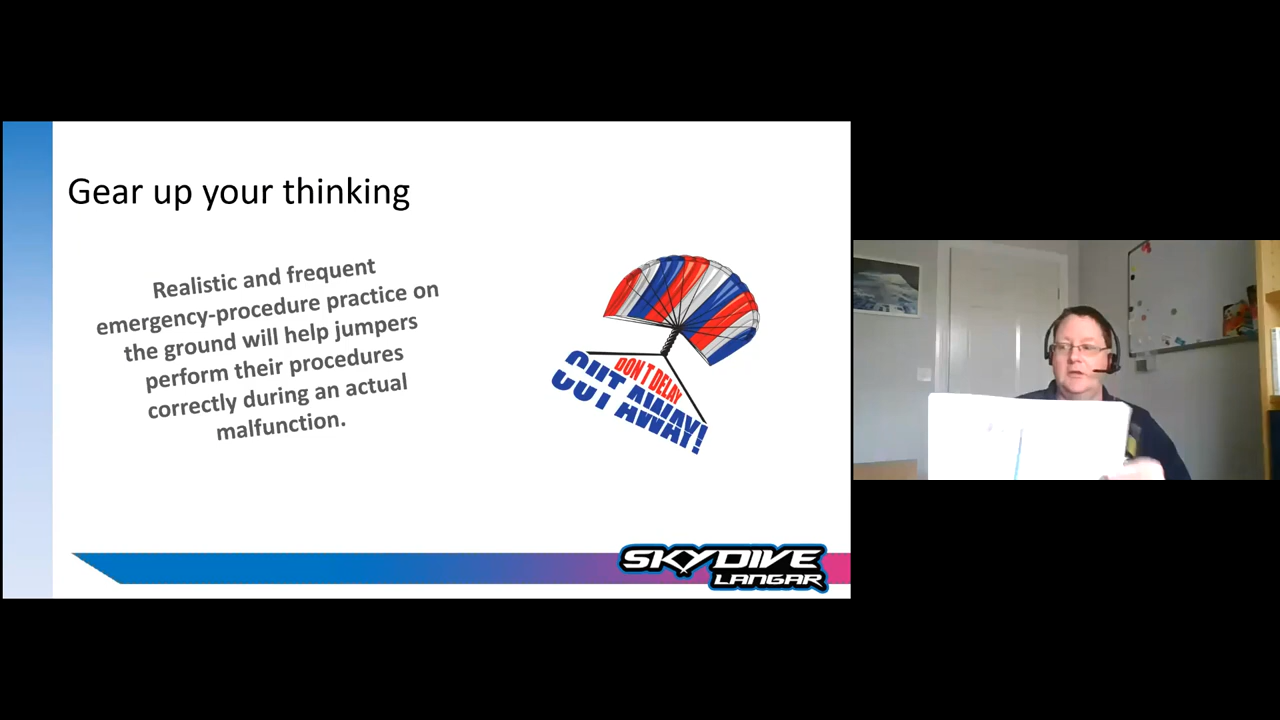 Gear up your thinking
Realistic and frequent
emergency-procedure practice on
the ground will help jumpers
perform their procedures
correctly during an actual
malfunction.
DON'T DELAY
CUT AWAY!
SKYDIVE
LANGAR